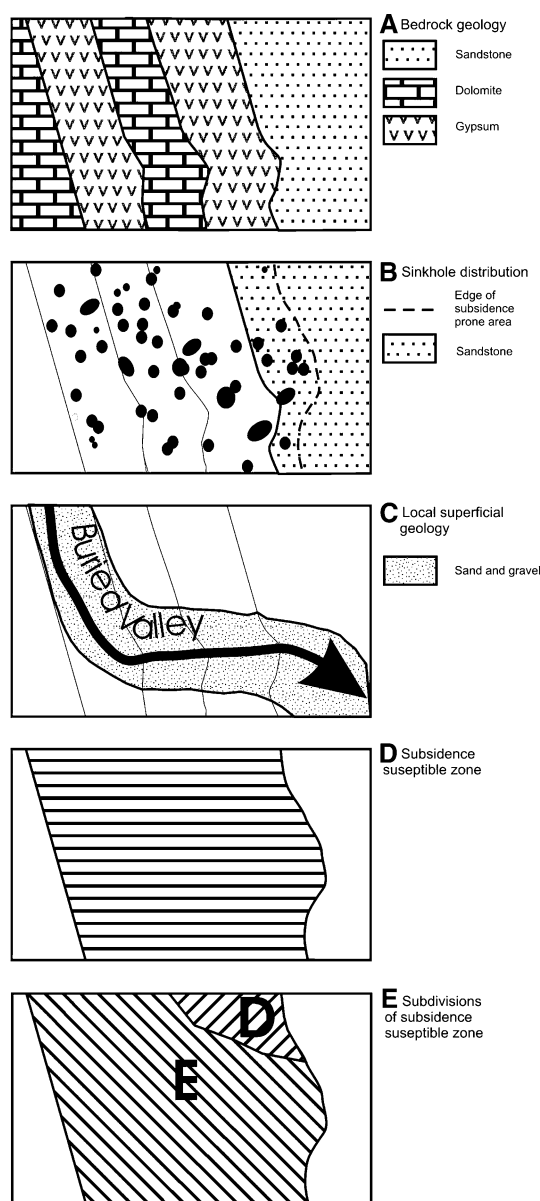 A Bedrock geology
Sandstone
Dolomite
Gypsum
B Sinkhole distribution
Edge of
subsidence
prone area
Sandstone
C Local superficial
geology
Sand and gravel
Buried Valley
D Subsidence
suseptible zone
E Subdivisions
of subsidence
suseptible zone
D
E